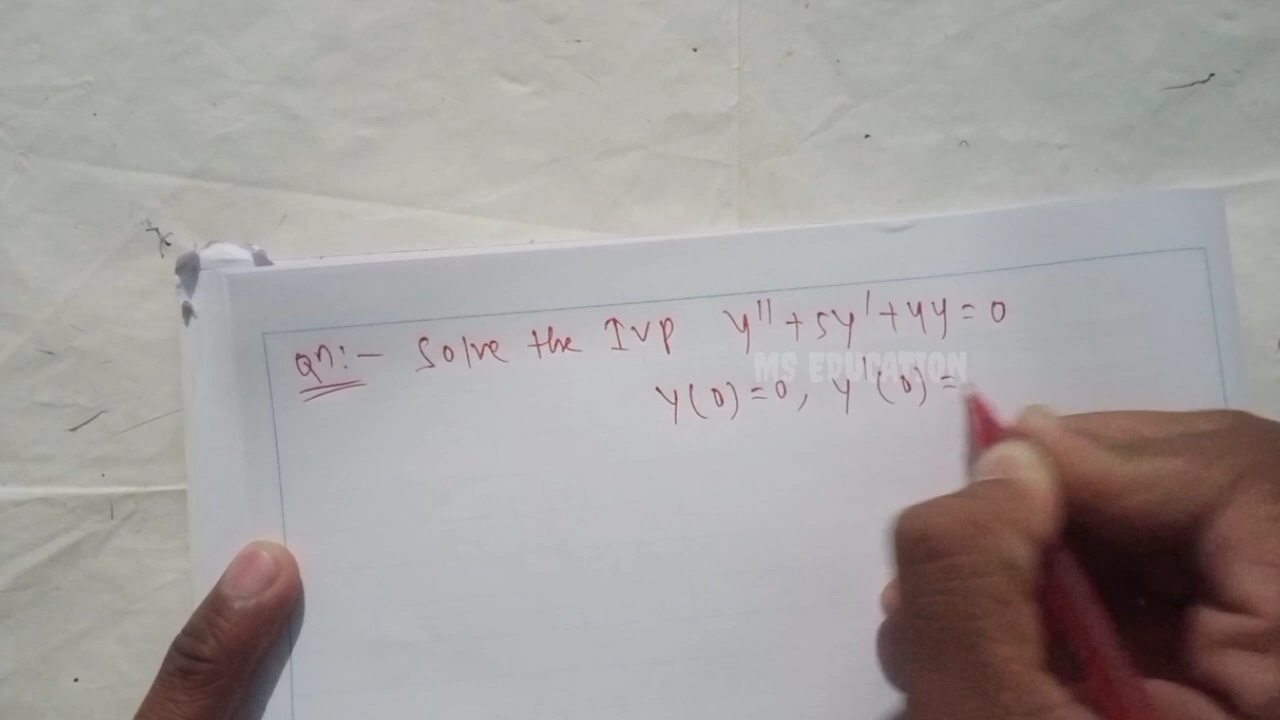 Qn:- Solve the IVP y'' + 5y' + 4y = 0
MS EDUCATION
y(0) = 0, y'(0) =